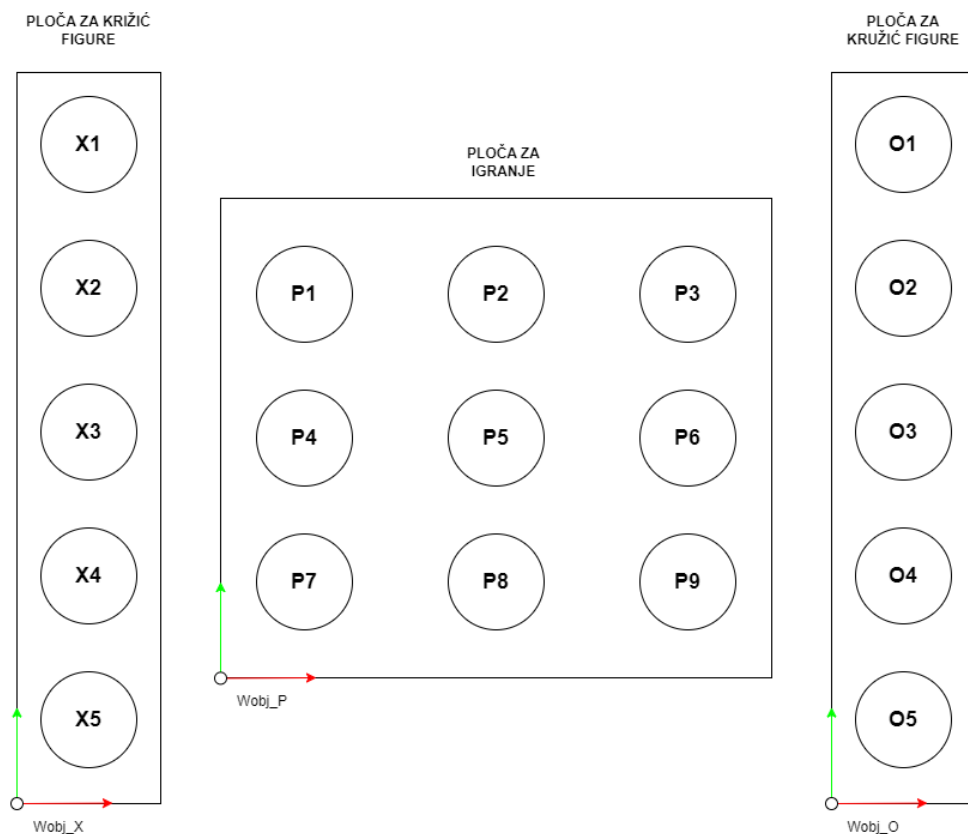 PLOČA ZA KRIŽIĆ
FIGURE
X1
X2
X3
X4
X5
Wobj_X
PLOČA ZA
IGRANJE
P1
P2
P3
P4
P5
P6
P7
P8
P9
Wobj_P
PLOČA ZA
KRUŽIĆ FIGURE
O1
O2
O3
O4
O5
Wobj_O